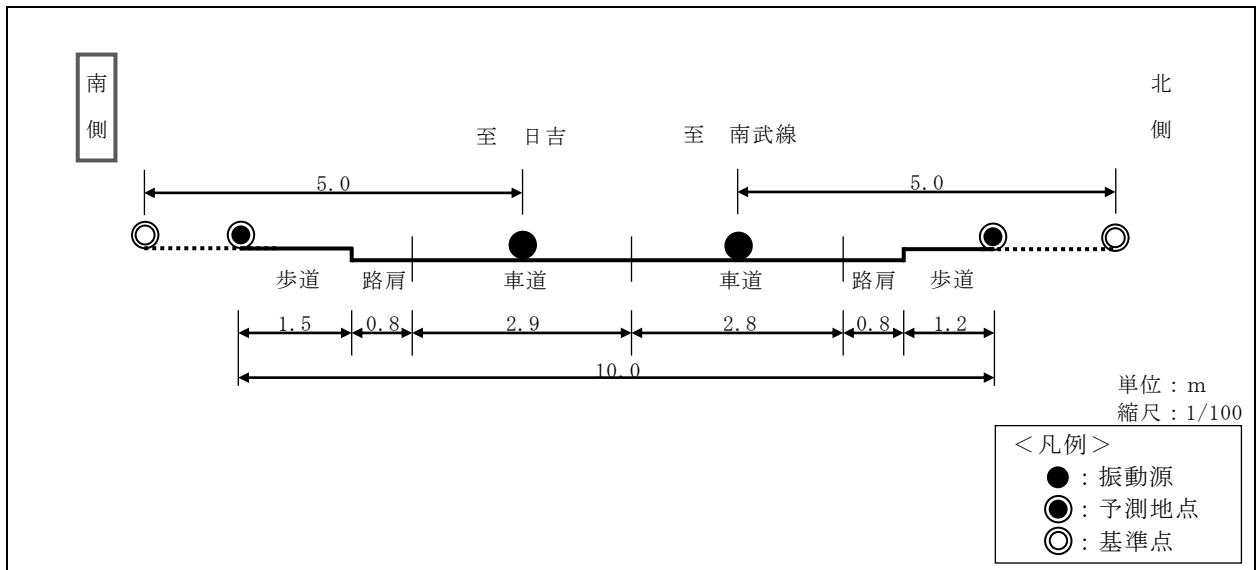 南側
北側
至 日吉
至 南武線
5.0
5.0
歩道
路肩
車道
車道
路肩
歩道
1.5
0.8
2.9
2.8
0.8
1.2
10.0
単位：m
縮尺：1/100
＜凡例＞
：振動源
：予測地点
：基準点